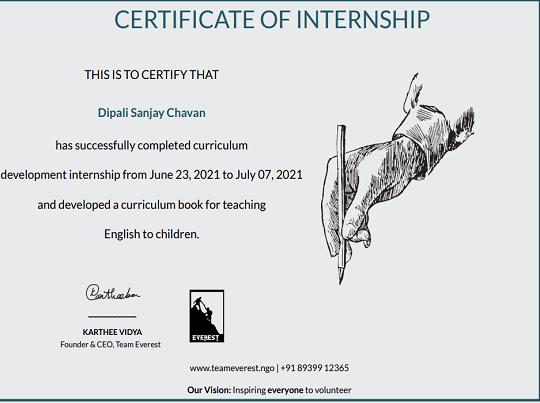 CERTIFICATE OF INTERNSHIP
THIS IS TO CERTIFY THAT
Dipali Sanjay Chavan
has successfully completed curriculum
development internship from June 23, 2021 to July 07, 2021
and developed a curriculum book for teaching
English to children.
Karthee
EVEREST
KARTHEE VIDYA
Founder & CEO, Team Everest
www.teameverest.ngo | +91 89399 12365
Our Vision: Inspiring everyone to volunteer